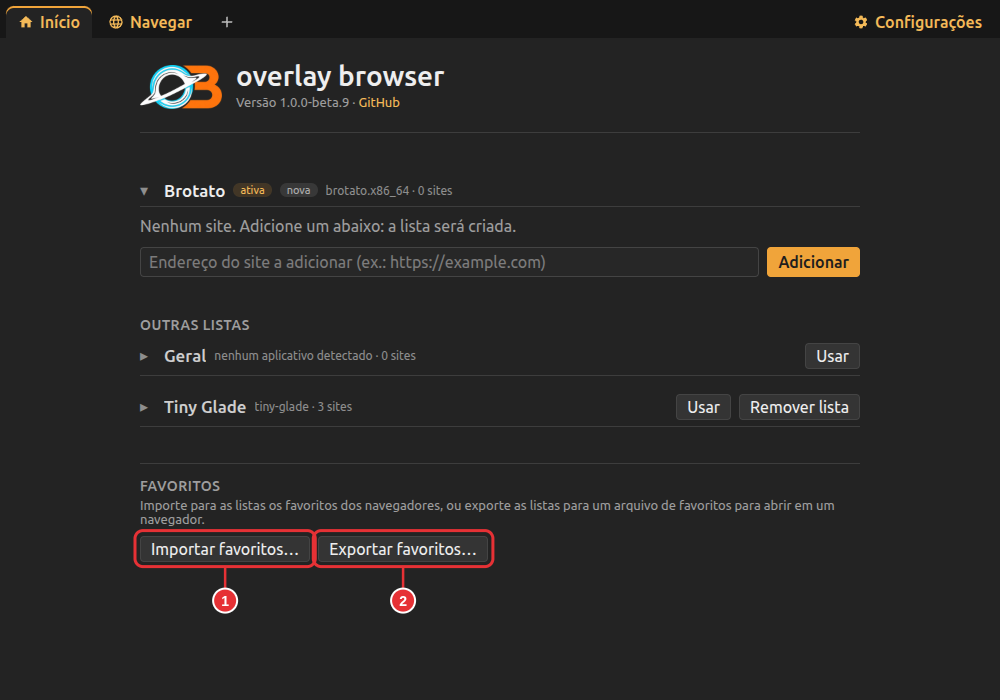 Início
Navegar
+
Configurações
overlay browser
Versão 1.0.0-beta.9 · GitHub
Brotato ativa nova brotato.x86_64 · 0 sites
Nenhum site. Adicione um abaixo: a lista será criada.
Endereço do site a adicionar (ex.: https://example.com)
Adicionar
OUTRAS LISTAS
Geral nenhum aplicativo detectado · 0 sites
Usar
Tiny Glade tiny-glade · 3 sites
Usar
Remover lista
FAVORITOS
Importe para as listas os favoritos dos navegadores, ou exporte as listas para um arquivo de favoritos para abrir em um
navegador.
Importar favoritos…
Exportar favoritos…
1
2